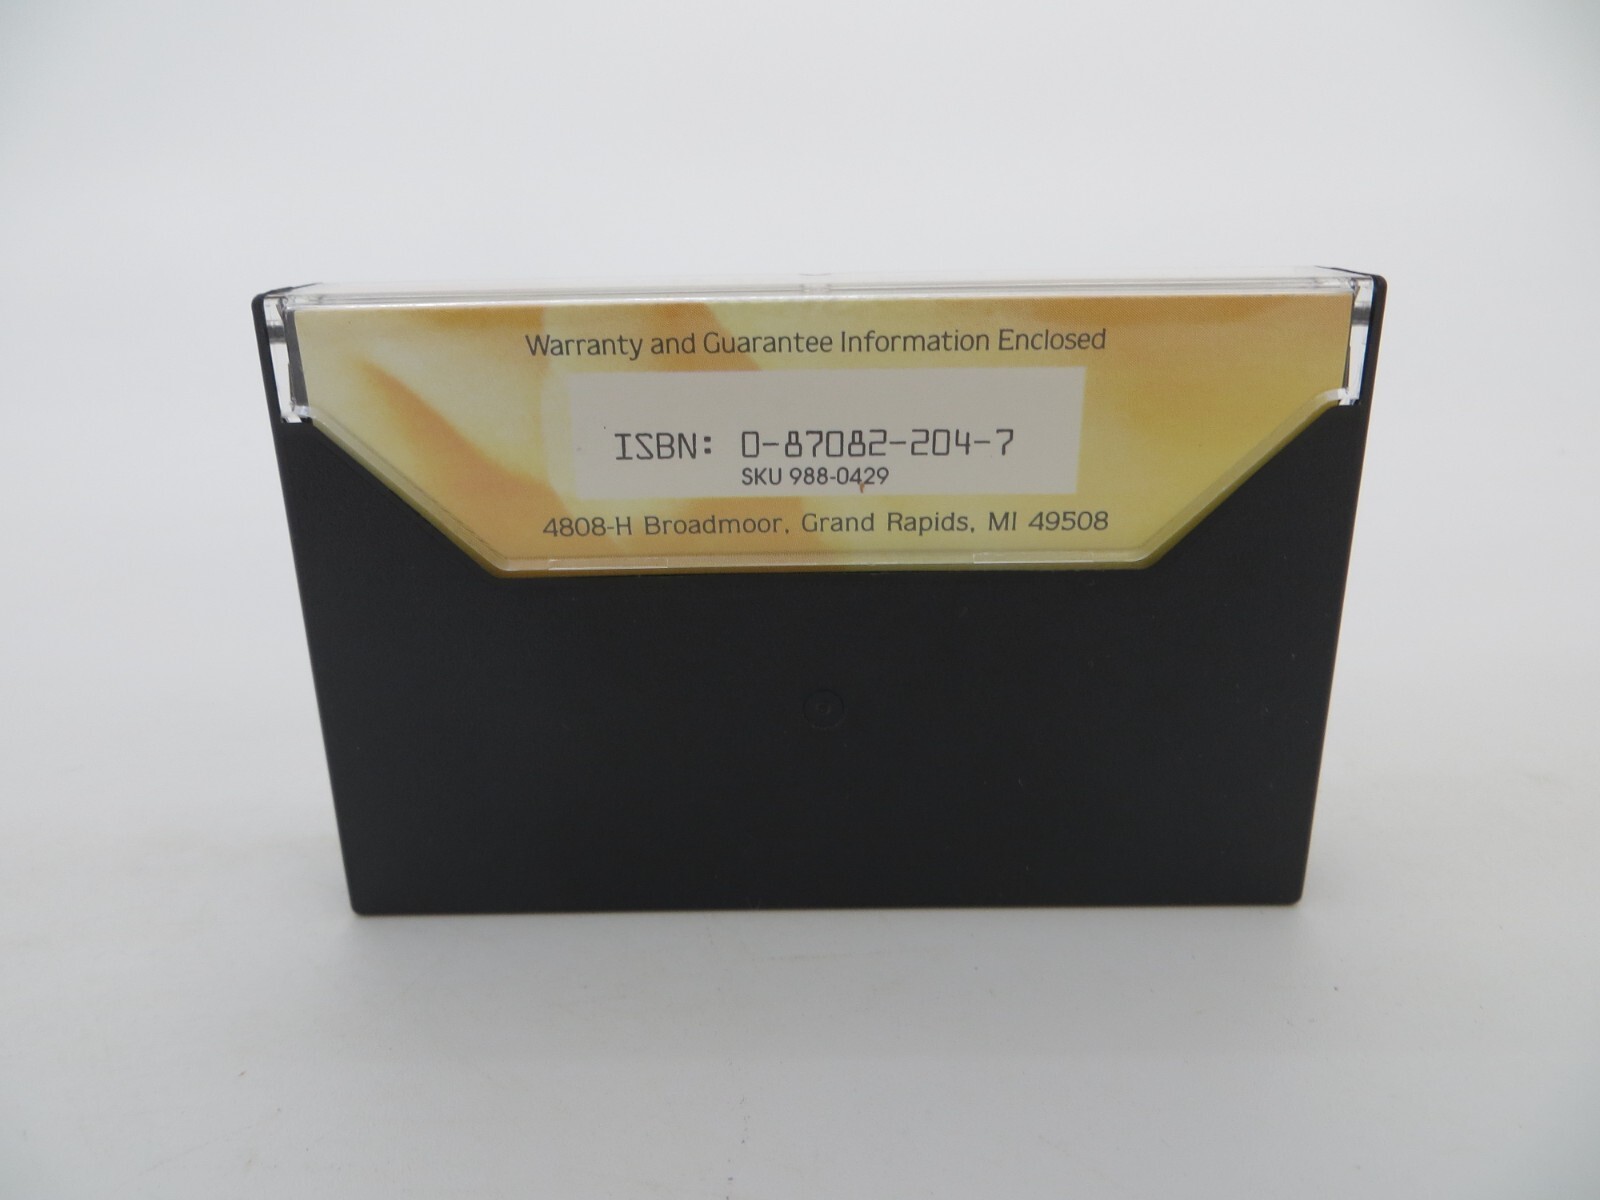 Warranty and Guarantee Information Enclosed
ISBN: 0-87082-204-7
SKU 988-0429
4808-H Broadmoor, Grand Rapids, MI 49508